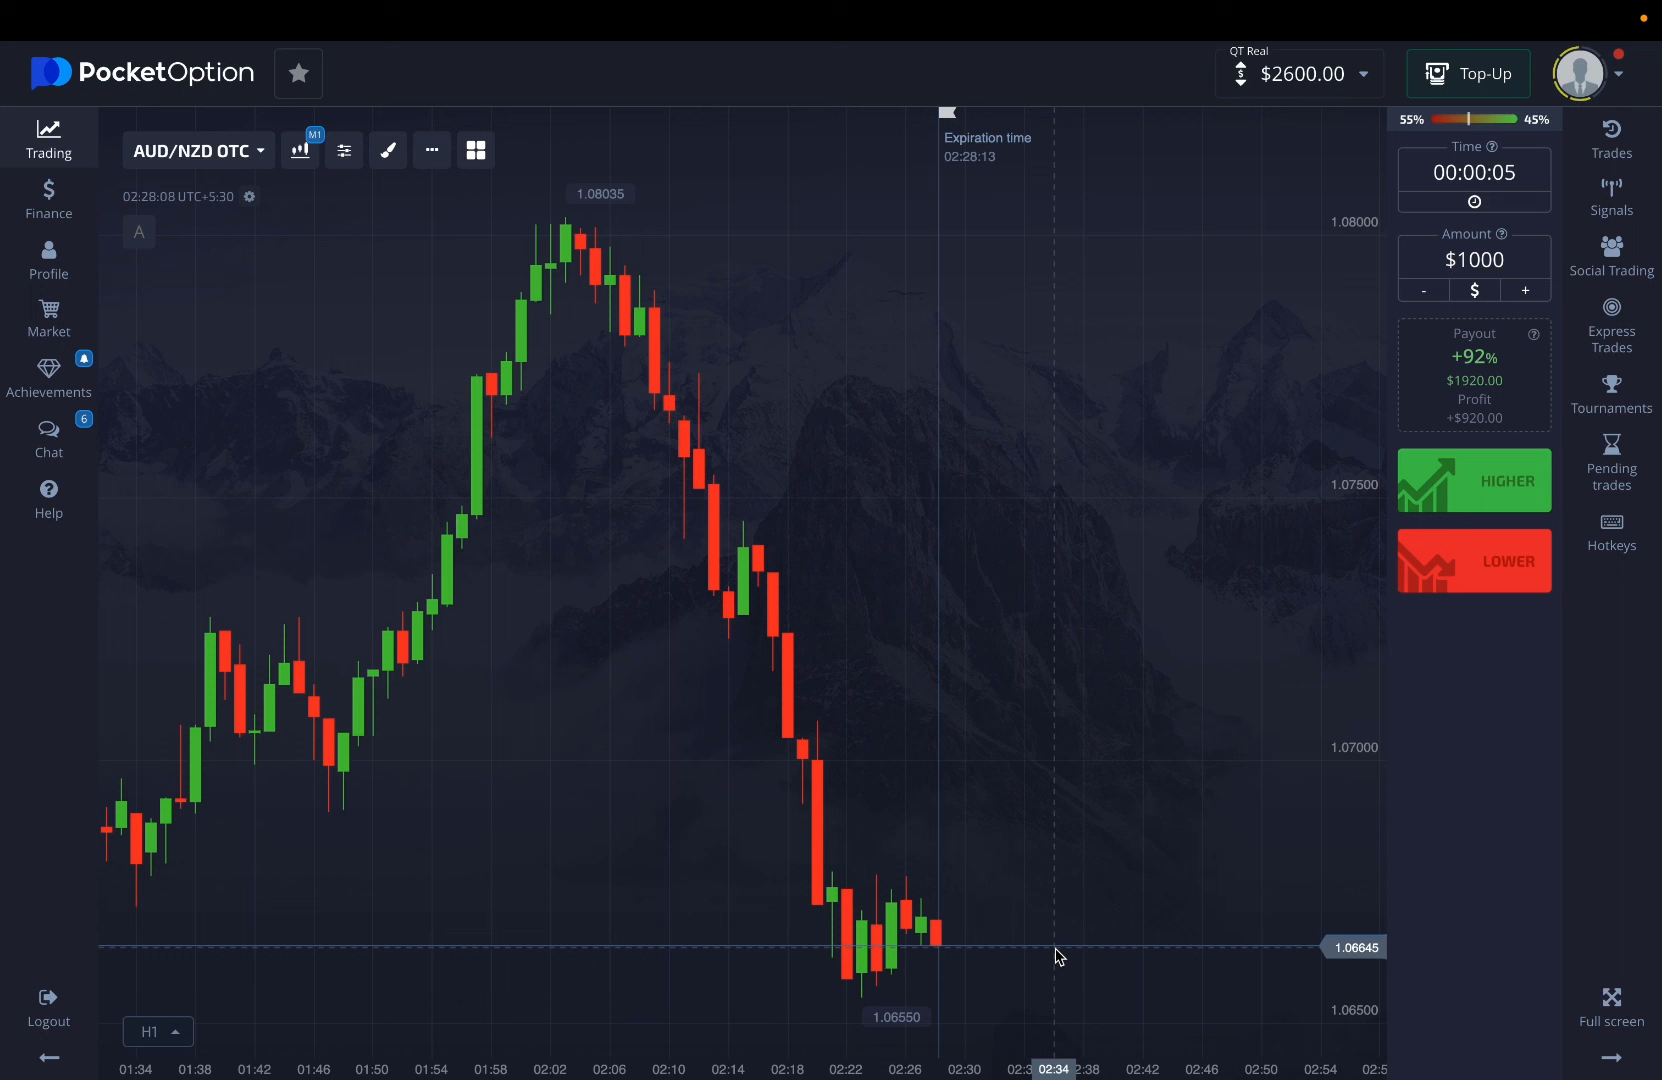 PocketOption
QT Real
$2600.00
Top-Up
Trading
Finance
Profile
Market
Achievements
Chat
6
Help
Logout
AUD/NZD OTC
M1
02:28:08 UTC+5:30
A
1.08035
Expiration time
02:28:13
1.08000
1.07500
1.07000
1.06645
1.06500
1.06550
H1
01:34 01:38 01:42 01:46 01:50 01:54 01:58 02:02 02:06 02:10 02:14 02:18 02:22 02:26 02:30 02:3 02:34 2:38 02:42 02:46 02:50 02:54 02:5
55% 45%
Time
00:00:05
Amount
$1000
- $ +
Payout
+92%
$1920.00
Profit
+$920.00
HIGHER
LOWER
Trades
Signals
Social Trading
Express
Trades
Tournaments
Pending
trades
Hotkeys
Full screen